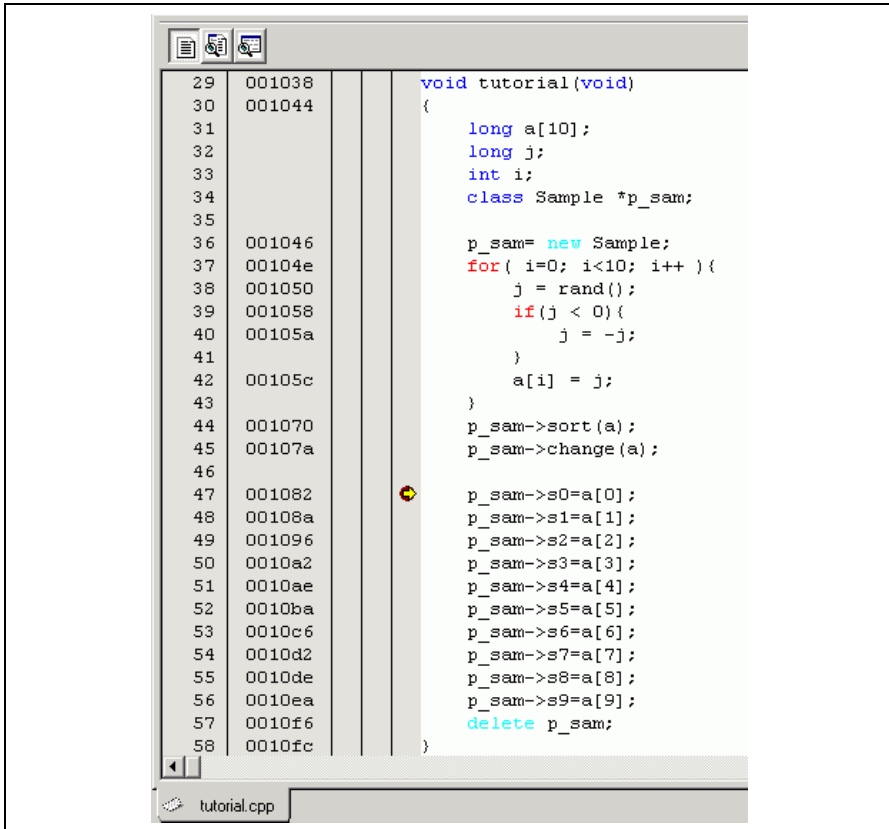 29 001038 void tutorial(void)
30 001044 {
31 long a[10];
32 long j;
33 int i;
34 class Sample *p_sam;
35
36 001046 p_sam= new Sample;
37 00104e for( i=0; i<10; i++ ){
38 001050 j = rand();
39 001058 if(j < 0){
40 00105a j = -j;
41 }
42 00105c a[i] = j;
43 }
44 001070 p_sam->sort(a);
45 00107a p_sam->change(a);
46
47 001082 p_sam->s0=a[0];
48 00108a p_sam->s1=a[1];
49 001096 p_sam->s2=a[2];
50 0010a2 p_sam->s3=a[3];
51 0010ae p_sam->s4=a[4];
52 0010ba p_sam->s5=a[5];
53 0010c6 p_sam->s6=a[6];
54 0010d2 p_sam->s7=a[7];
55 0010de p_sam->s8=a[8];
56 0010ea p_sam->s9=a[9];
57 0010f6 delete p_sam;
58 0010fc }
tutorial.cpp